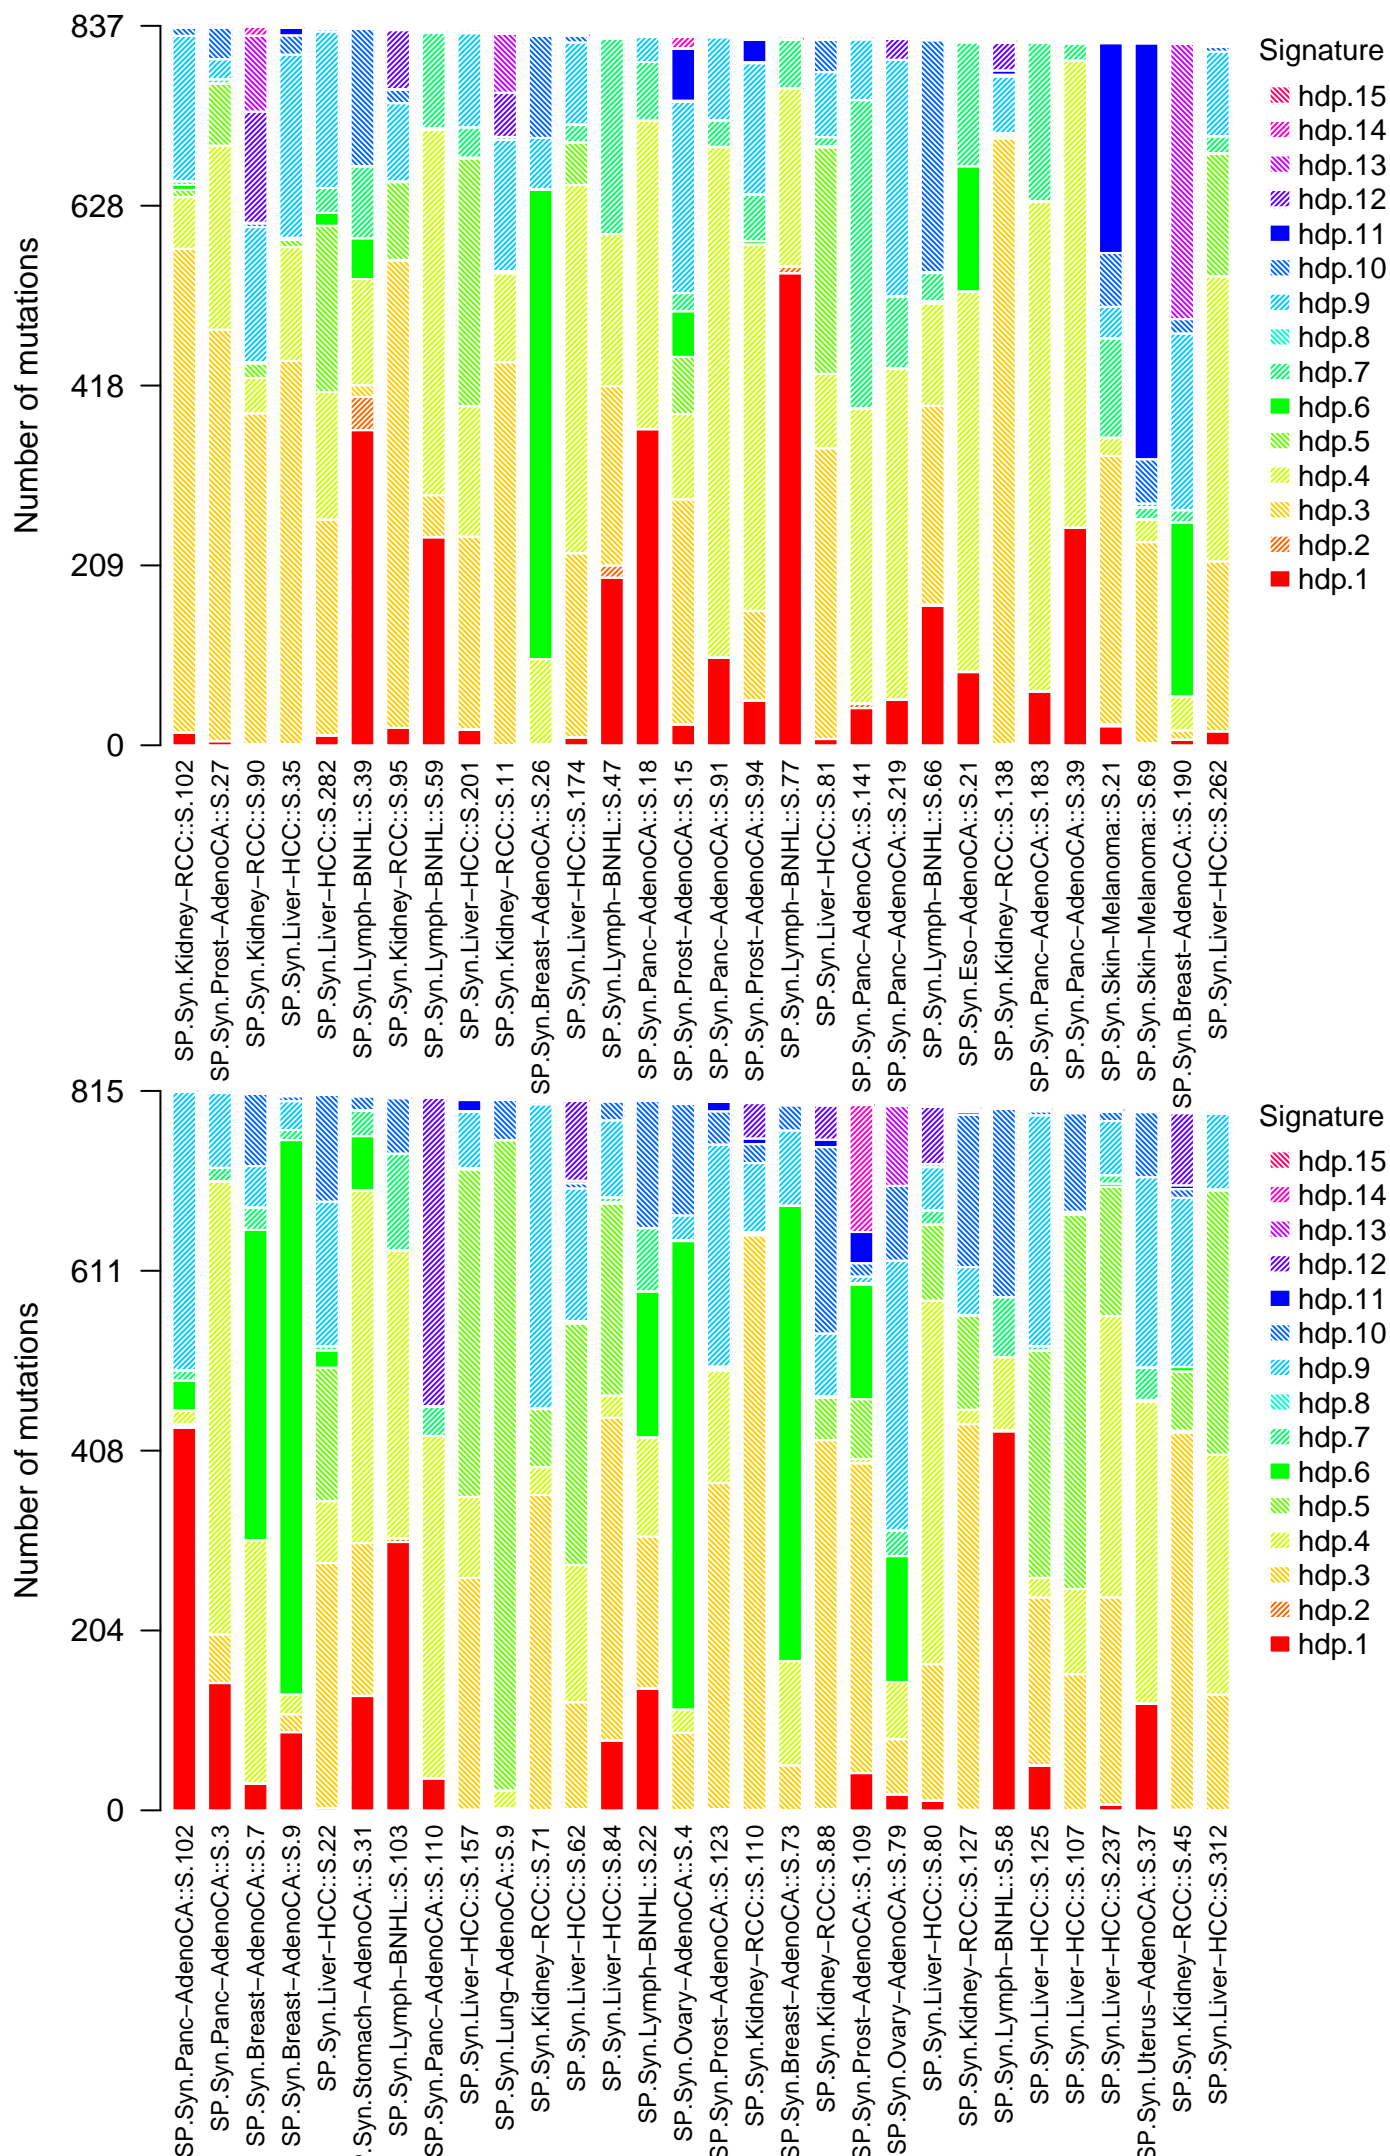 Number of mutations
837
628
418
209
0
Signature
hdp.15
hdp.14
hdp.13
hdp.12
hdp.11
hdp.10
hdp.9
hdp.8
hdp.7
hdp.6
hdp.5
hdp.4
hdp.3
hdp.2
hdp.1
SP.Syn.Kidney−RCC::S.102
SP.Syn.Prost−AdenoCA::S.27
SP.Syn.Kidney−RCC::S.90
SP.Syn.Liver−HCC::S.35
SP.Syn.Liver−HCC::S.282
SP.Syn.Lymph−BNHL::S.39
SP.Syn.Kidney−RCC::S.95
SP.Syn.Lymph−BNHL::S.59
SP.Syn.Liver−HCC::S.201
SP.Syn.Kidney−RCC::S.11
SP.Syn.Breast−AdenoCA::S.26
SP.Syn.Liver−HCC::S.174
SP.Syn.Lymph−BNHL::S.47
SP.Syn.Panc−AdenoCA::S.18
SP.Syn.Prost−AdenoCA::S.15
SP.Syn.Panc−AdenoCA::S.91
SP.Syn.Prost−AdenoCA::S.94
SP.Syn.Lymph−BNHL::S.77
SP.Syn.Liver−HCC::S.81
SP.Syn.Panc−AdenoCA::S.141
SP.Syn.Panc−AdenoCA::S.219
SP.Syn.Lymph−BNHL::S.66
SP.Syn.Eso−AdenoCA::S.21
SP.Syn.Kidney−RCC::S.138
SP.Syn.Panc−AdenoCA::S.183
SP.Syn.Panc−AdenoCA::S.39
SP.Syn.Skin−Melanoma::S.21
SP.Syn.Skin−Melanoma::S.69
SP.Syn.Breast−AdenoCA::S.190
SP.Syn.Liver−HCC::S.262
Number of mutations
815
611
408
204
0
Signature
hdp.15
hdp.14
hdp.13
hdp.12
hdp.11
hdp.10
hdp.9
hdp.8
hdp.7
hdp.6
hdp.5
hdp.4
hdp.3
hdp.2
hdp.1
SP.Syn.Panc−AdenoCA::S.102
SP.Syn.Panc−AdenoCA::S.3
SP.Syn.Breast−AdenoCA::S.7
SP.Syn.Breast−AdenoCA::S.9
SP.Syn.Liver−HCC::S.22
.Syn.Stomach−AdenoCA::S.31
SP.Syn.Lymph−BNHL::S.103
SP.Syn.Panc−AdenoCA::S.110
SP.Syn.Liver−HCC::S.157
SP.Syn.Lung−AdenoCA::S.9
SP.Syn.Kidney−RCC::S.71
SP.Syn.Liver−HCC::S.62
SP.Syn.Liver−HCC::S.84
SP.Syn.Lymph−BNHL::S.22
SP.Syn.Ovary−AdenoCA::S.4
SP.Syn.Prost−AdenoCA::S.123
SP.Syn.Kidney−RCC::S.110
SP.Syn.Breast−AdenoCA::S.73
SP.Syn.Kidney−RCC::S.88
SP.Syn.Prost−AdenoCA::S.109
SP.Syn.Ovary−AdenoCA::S.79
SP.Syn.Liver−HCC::S.80
SP.Syn.Kidney−RCC::S.127
SP.Syn.Lymph−BNHL::S.58
SP.Syn.Liver−HCC::S.125
SP.Syn.Liver−HCC::S.107
SP.Syn.Liver−HCC::S.237
SP.Syn.Uterus−AdenoCA::S.37
SP.Syn.Kidney−RCC::S.45
SP.Syn.Liver−HCC::S.312